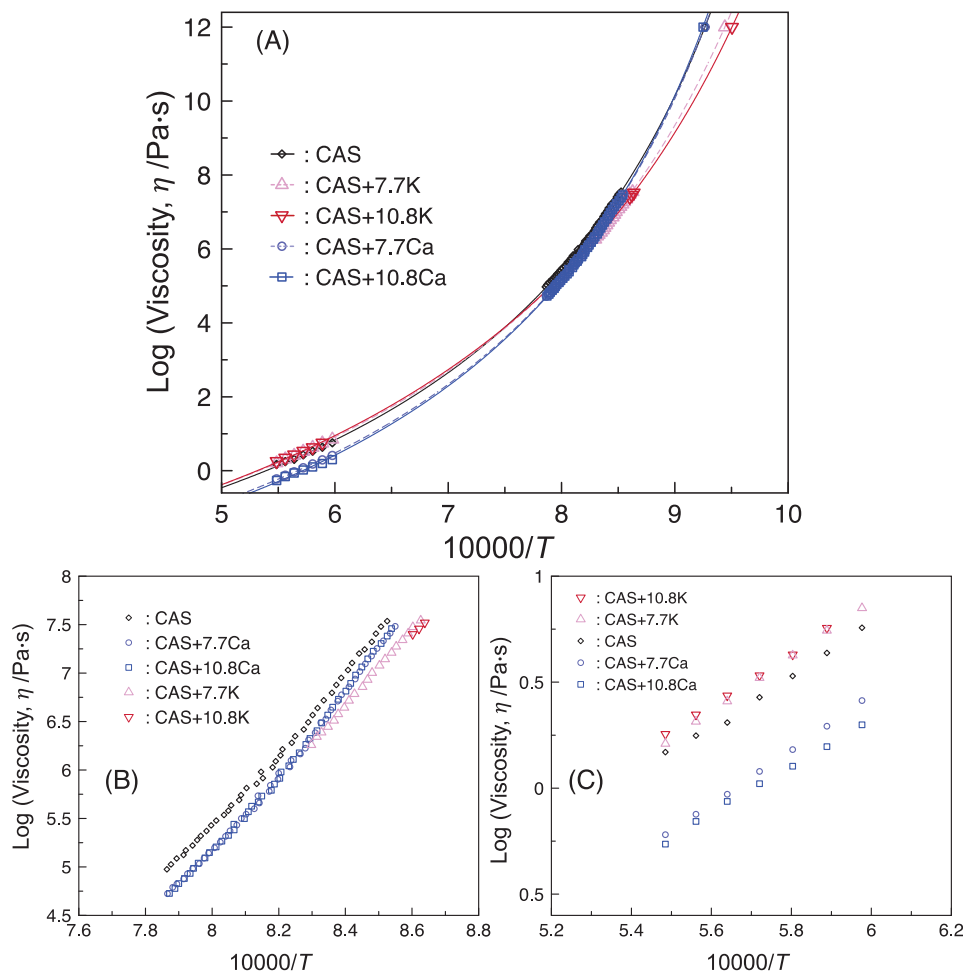 (A)
Log (Viscosity, η /Pa·s)
12
10
8
6
4
2
0
: CAS
: CAS+7.7K
: CAS+10.8K
: CAS+7.7Ca
: CAS+10.8Ca
5 6 7 8 9 10
10000/T
(B)
Log (Viscosity, η /Pa·s)
8
7.5
7
6.5
6
5.5
5
4.5
: CAS
: CAS+7.7Ca
: CAS+10.8Ca
: CAS+7.7K
: CAS+10.8K
7.6 7.8 8 8.2 8.4 8.6 8.8
10000/T
(C)
Log (Viscosity, η /Pa·s)
1
0.5
0
0.5
: CAS+10.8K
: CAS+7.7K
: CAS
: CAS+7.7Ca
: CAS+10.8Ca
5.2 5.4 5.6 5.8 6 6.2
10000/T